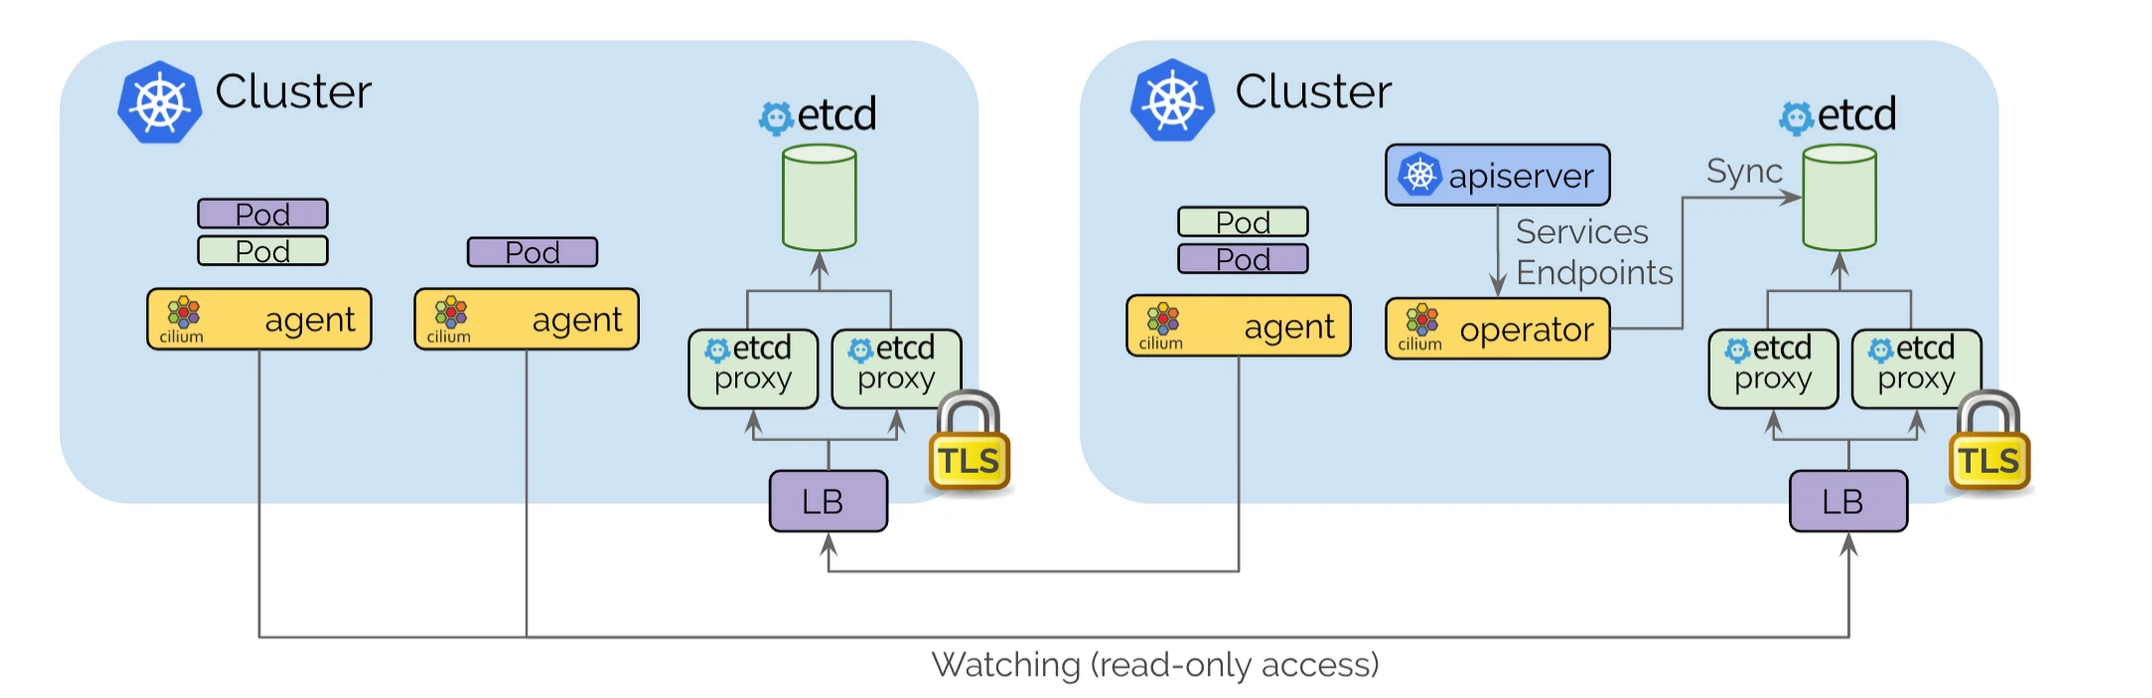 Cluster
etcd
Pod
Pod
Pod
cilium
agent
cilium
agent
etcd
proxy
etcd
proxy
TLS
LB
Cluster
etcd
apiserver
Sync
Services
Endpoints
Pod
Pod
cilium
agent
cilium
operator
etcd
proxy
etcd
proxy
TLS
LB
Watching (read-only access)